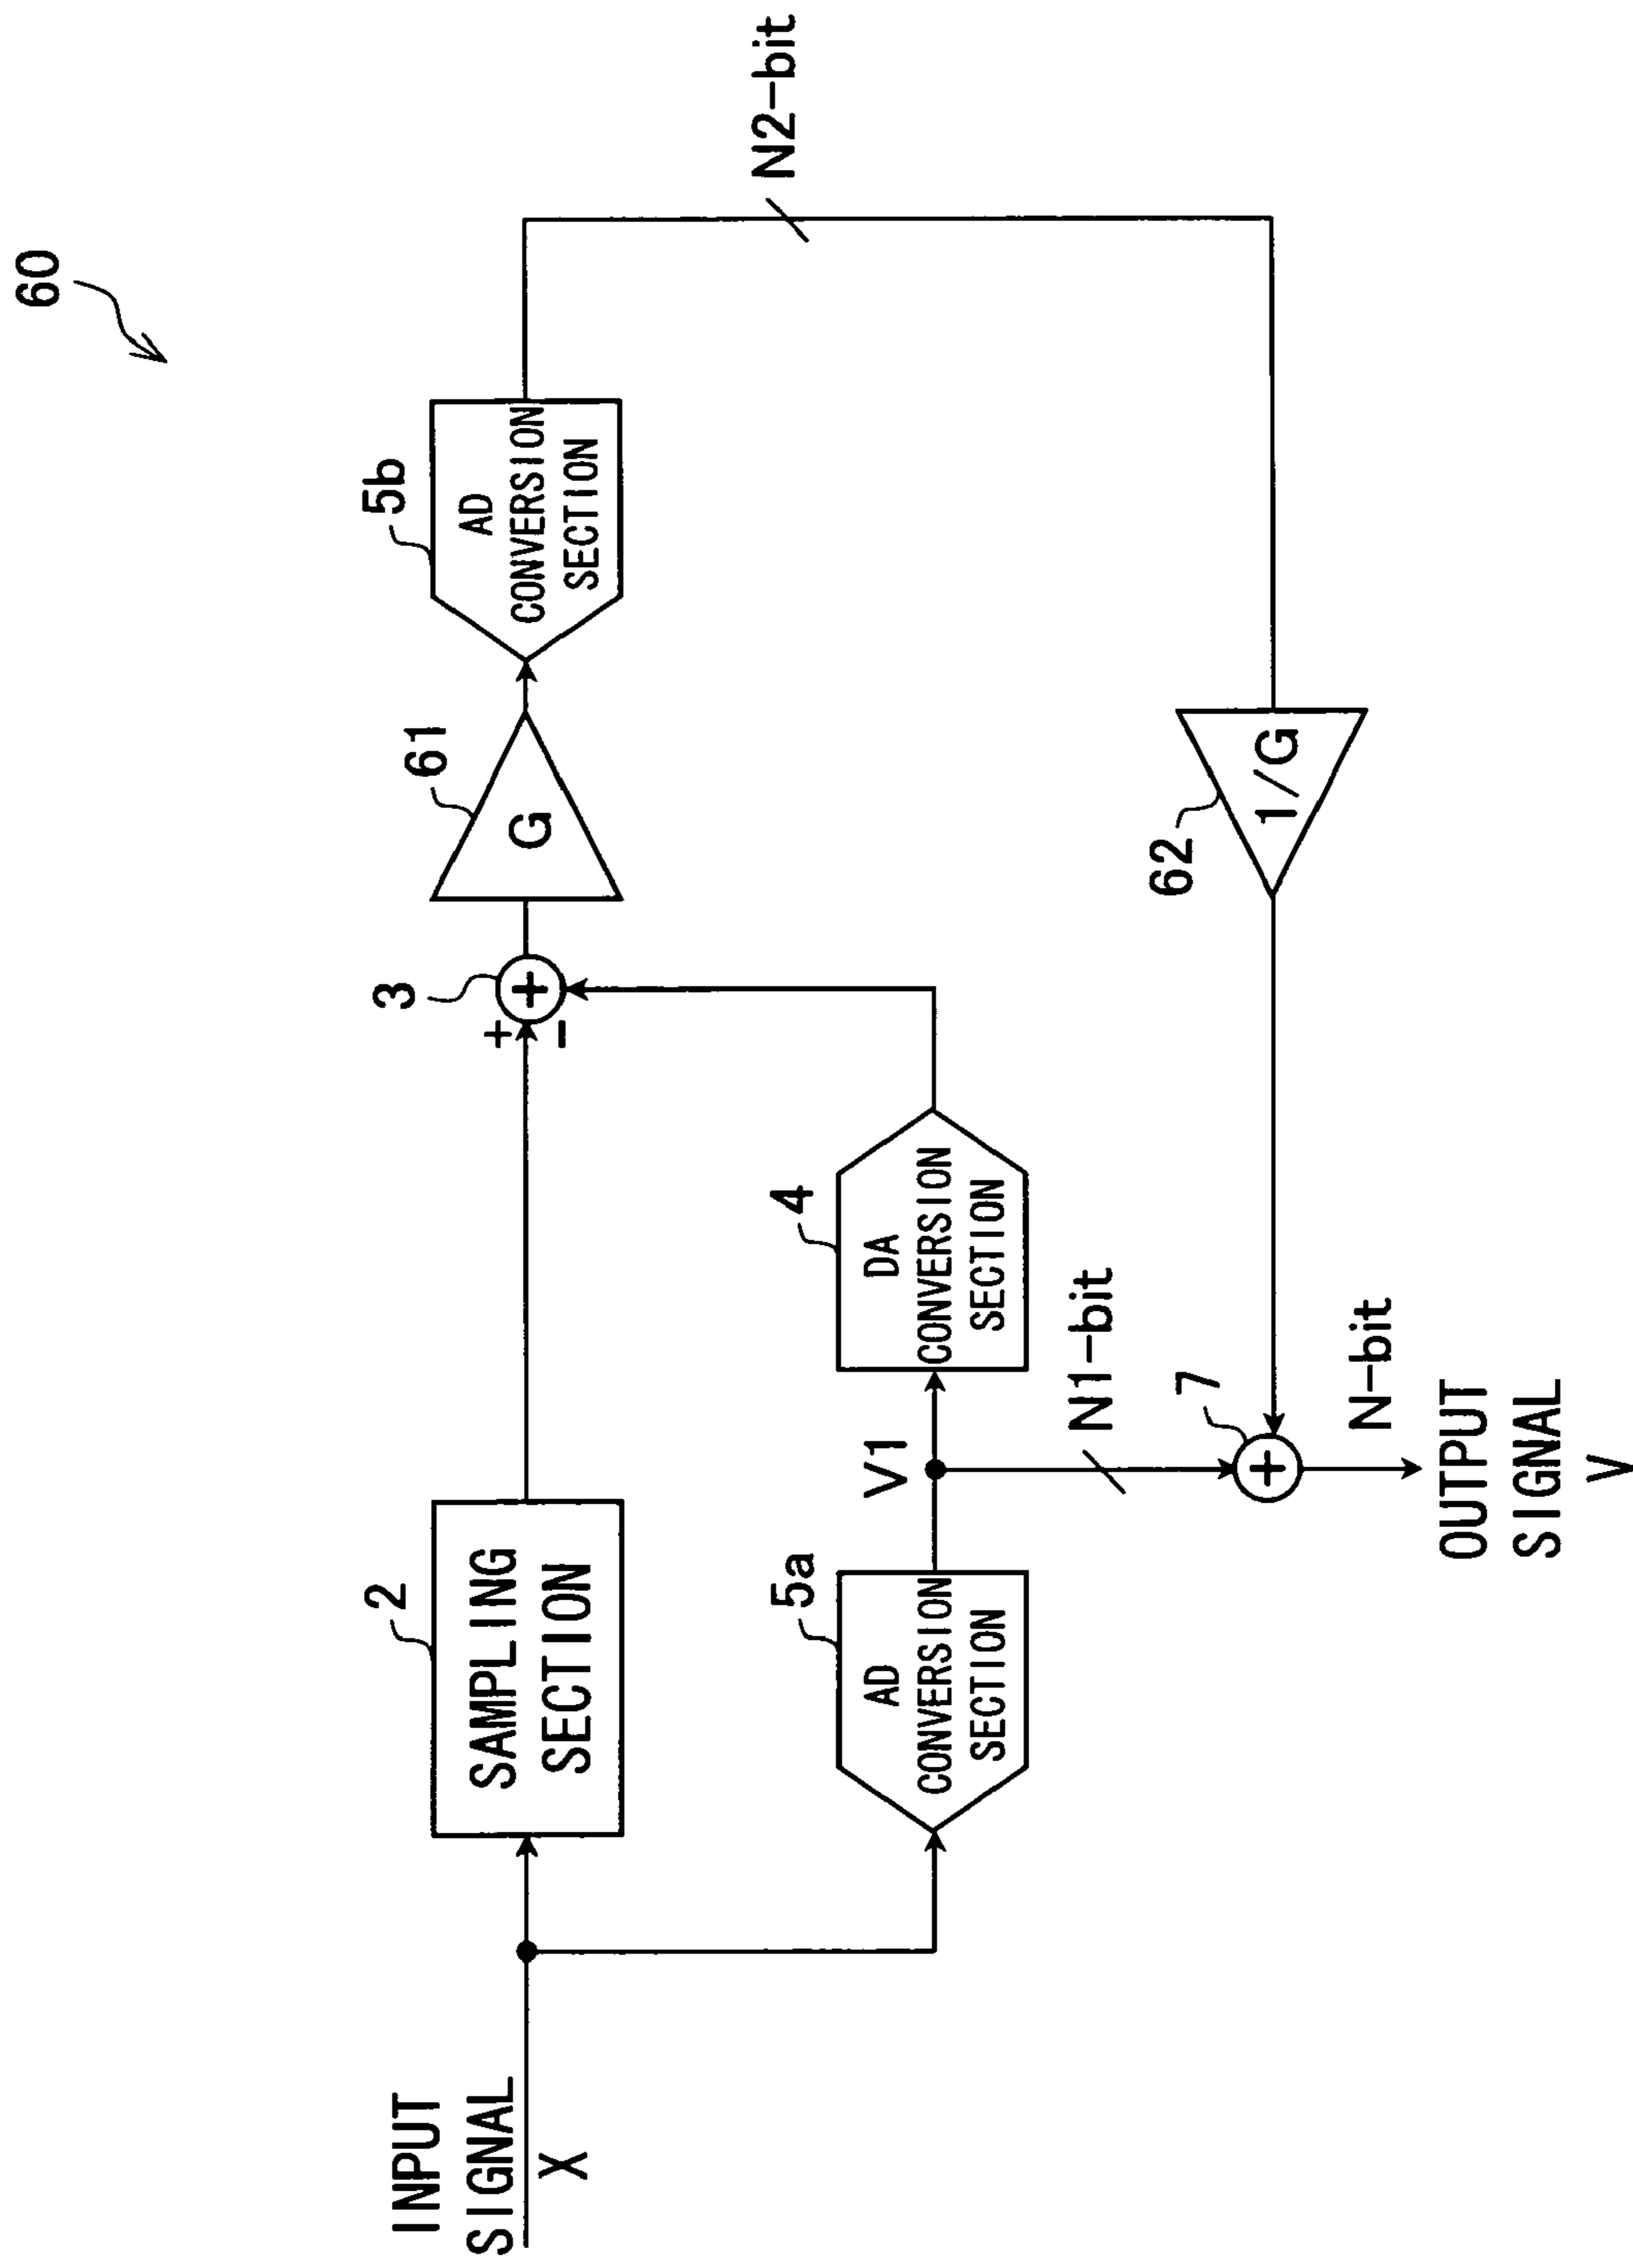 60
INPUT
SIGNAL
X
2
SAMPLING
SECTION
3
+
+
-
61
G
5b
AD
CONVERSION
SECTION
N2-bit
5a
AD
CONVERSION
SECTION
V1
4
DA
CONVERSION
SECTION
N1-bit
7
+
62
1/G
N-bit
OUTPUT
SIGNAL
V